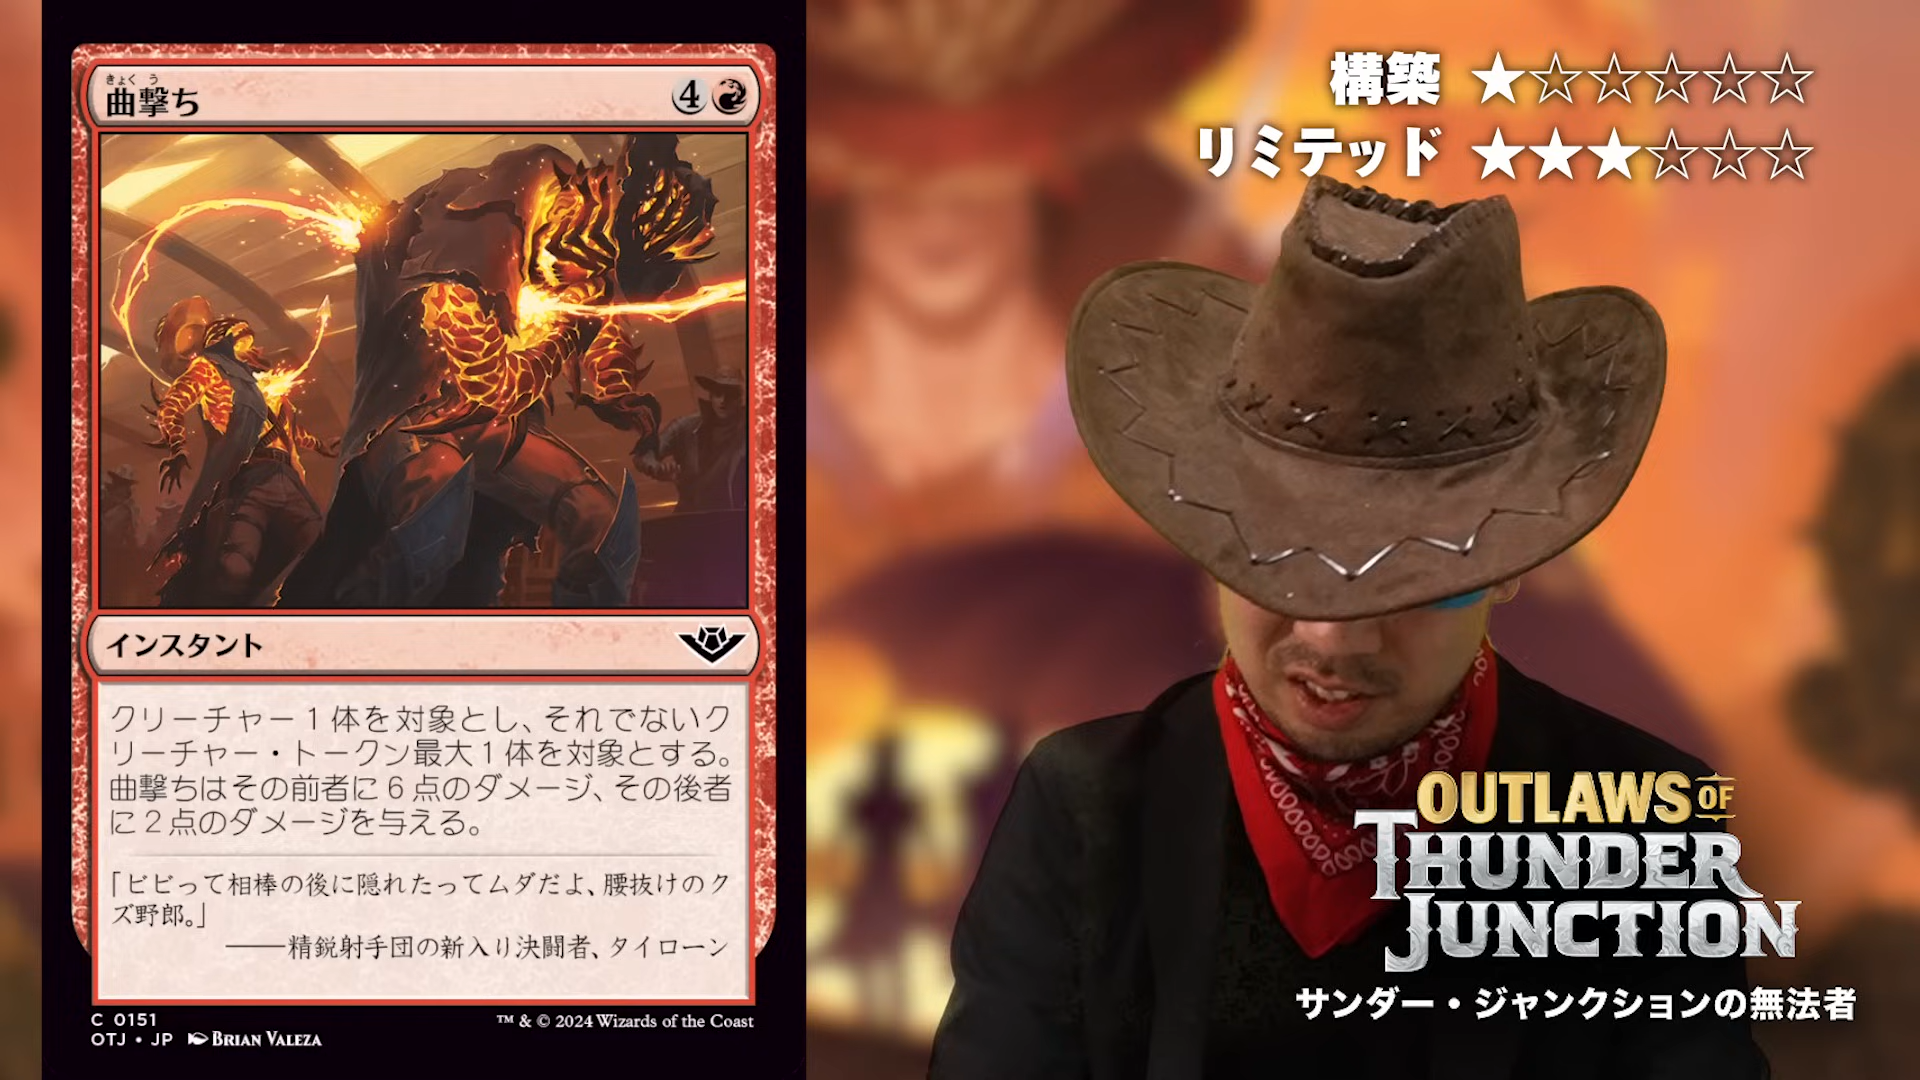 きょく う
曲撃ち
4
インスタント
クリーチャー1体を対象とし、それでないク
リーチャー・トークン最大1体を対象とする。
曲撃ちはその前者に6点のダメージ、その後者
に2点のダメージを与える。
「ビビって相棒の後に隠れたってムダだよ、腰抜けのク
ズ野郎。」
――精鋭射手団の新入り決闘者、タイローン
C 0151
OTJ • JP BRIAN VALEZA
™ & © 2024 Wizards of the Coast
構築 ★☆☆☆☆☆
リミテッド ★★★☆☆☆
OUTLAWS OF
THUNDER
JUNCTION
サンダー・ジャンクションの無法者